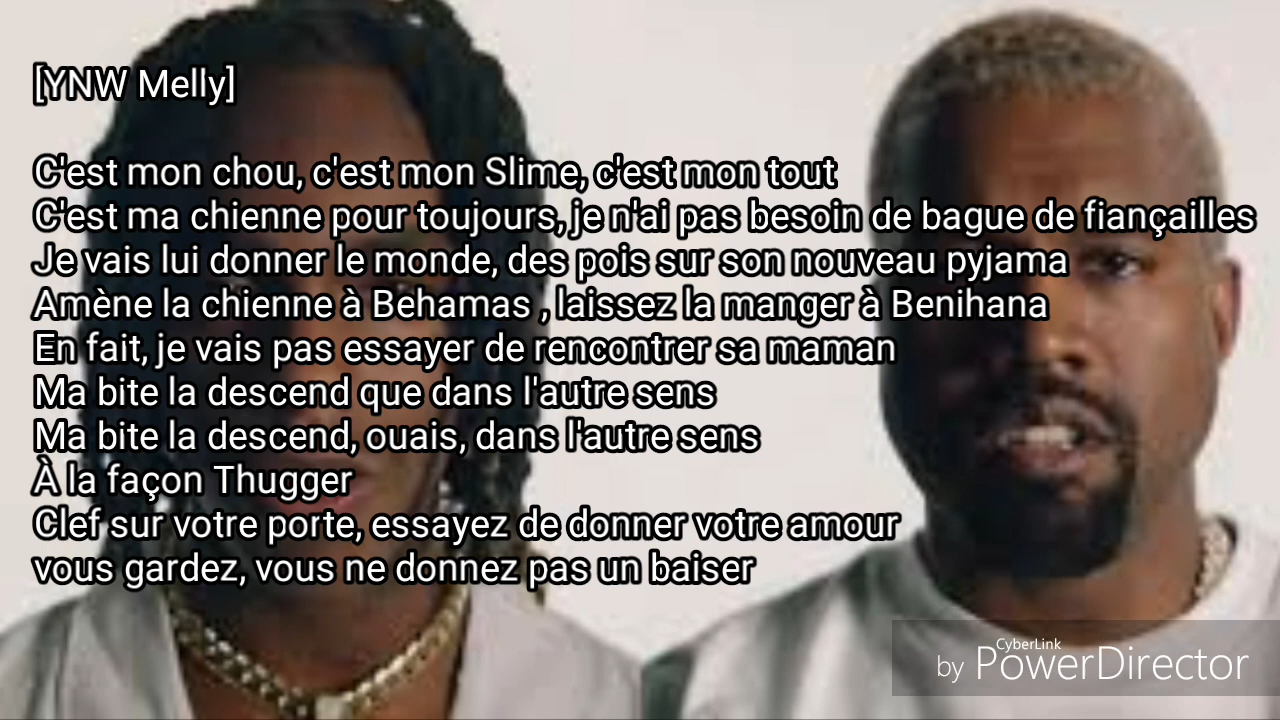 [YNW Melly]
C'est mon chou, c'est mon Slime, c'est mon tout
C'est ma chienne pour toujours, je n'ai pas besoin de bague de fiançailles
Je vais lui donner le monde, des pois sur son nouveau pyjama
Amène la chienne à Behamas , laissez la manger à Benihana
En fait, je vais pas essayer de rencontrer sa maman
Ma bite la descend que dans l'autre sens
Ma bite la descend, ouais, dans l'autre sens
À la façon Thugger
Clef sur votre porte, essayez de donner votre amour
vous gardez, vous ne donnez pas un baiser
CyberLink
by PowerDirector